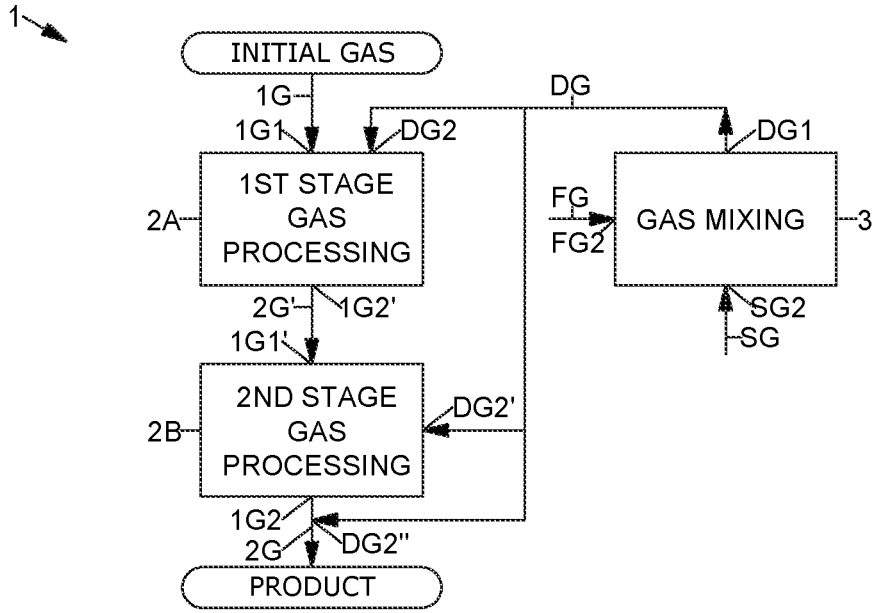 1
INITIAL GAS
1G
DG
1G1
DG2
DG1
1ST STAGE
GAS
PROCESSING
2A
FG
FG2
GAS MIXING
3
2G'
1G2'
SG2
SG
1G1'
2ND STAGE
GAS
PROCESSING
DG2'
2B
1G2
2G
DG2"
PRODUCT